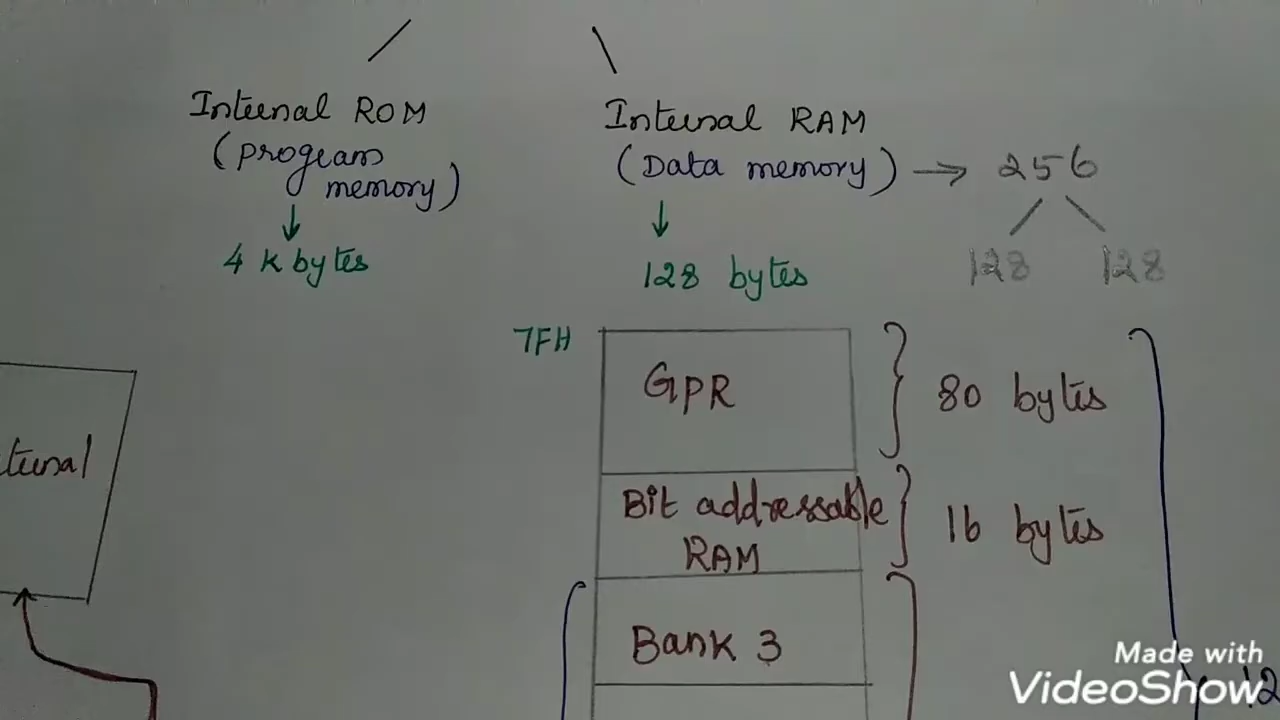 Internal ROM
(program
memory)
4 K bytes
Internal RAM
(Data memory) → 256
128 128
128 bytes
7FH
GPR
80 bytes
Bit addressable
RAM
16 bytes
Bank 3
Made with
VideoShow